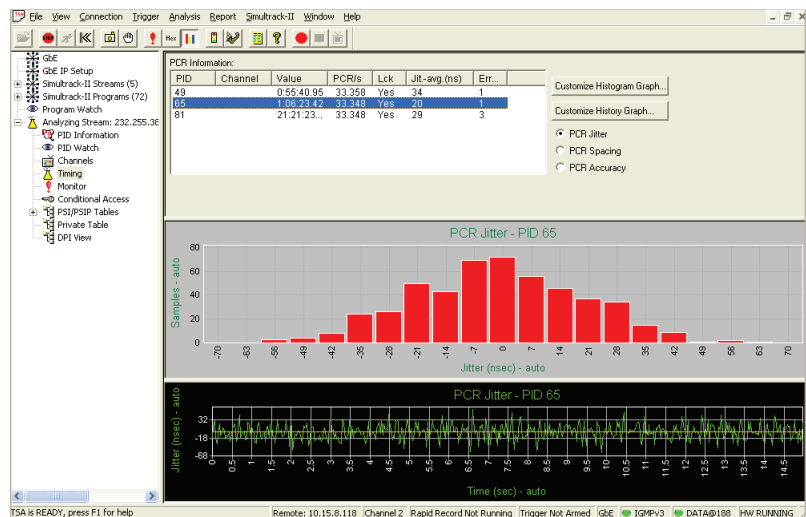 TSA File View Connection Trigger Analysis Report Simultrack-II Window Help
STOP Hex
GbE
GbE IP Setup
Simultrack-II Streams (5)
Simultrack-II Programs (72)
Program Watch
Analyzing Stream: 232.255.38
PID Information
PID Watch
Channels
Timing
Monitor
Conditional Access
PSI/PSIP Tables
Private Table
DPI View
PCR Information:
PID Channel Value PCR/s Lck Jit.-avg.(ns) Err...
49 0:55:40.95 33.358 Yes 34 1
65 1:06:23.42 33.348 Yes 20 1
81 21:21:23... 33.348 Yes 29 3
Customize Histogram Graph...
Customize History Graph...
PCR Jitter
PCR Spacing
PCR Accuracy
PCR Jitter - PID 65
Samples - auto
80
60
40
20
0
-70 -63 -56 -49 -42 -35 -28 -21 -14 -7 0 7 14 21 28 35 42 49 56 63 70
Jitter (nsec) - auto
PCR Jitter - PID 65
Jitter (nsec) - auto
32
-18
-68
0 0.5 1 1.5 2 2.5 3 3.5 4 4.5 5 5.5 6 6.5 7 7.5 8 8.5 9 9.5 10 10.5 11 11.5 12 12.5 13 13.5 14 14.5
Time (sec) - auto
TSA is READY, press F1 for help Remote: 10.15.8.118 Channel 2 Rapid Record Not Running Trigger Not Armed GbE IGMPv3 DATA@188 HW RUNNING